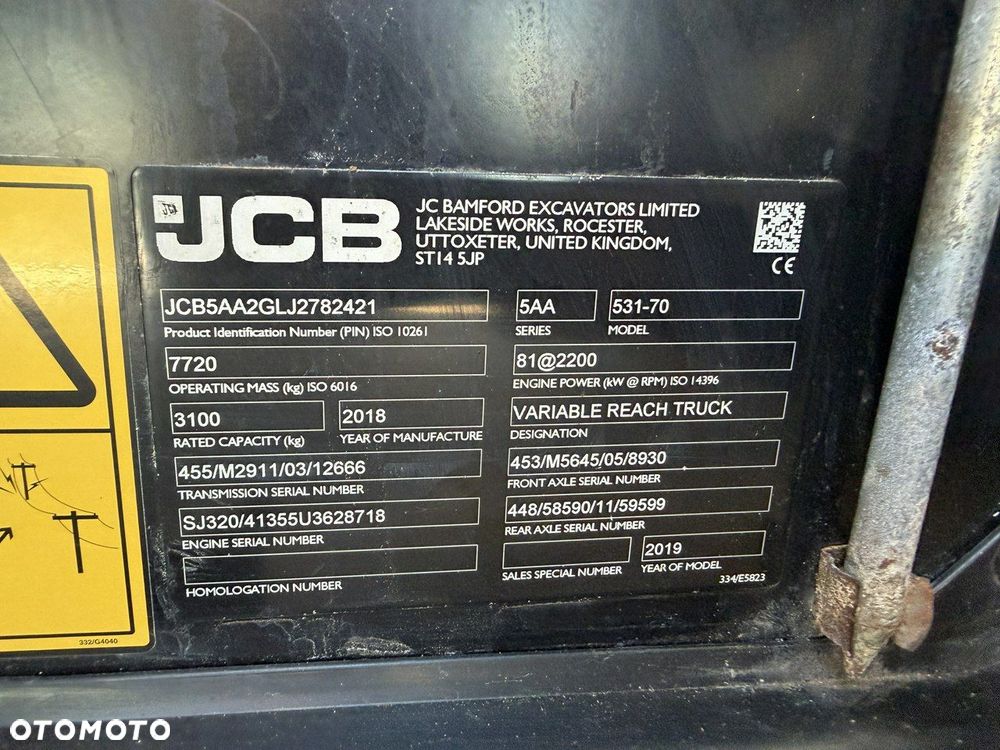 JCB
JC BAMFORD EXCAVATORS LIMITED
LAKESIDE WORKS, ROCESTER,
UTTOXETER, UNITED KINGDOM,
ST14 5JP
CE
JCB5AA2GLJ2782421
Product Identification Number (PIN) ISO 10261
5AA
SERIES
531-70
MODEL
7720
OPERATING MASS (kg) ISO 6016
81@2200
ENGINE POWER (kW @ RPM) ISO 14396
3100
RATED CAPACITY (kg)
2018
YEAR OF MANUFACTURE
VARIABLE REACH TRUCK
DESIGNATION
455/M2911/03/12666
TRANSMISSION SERIAL NUMBER
453/M5645/05/8930
FRONT AXLE SERIAL NUMBER
SJ320/41355U3628718
ENGINE SERIAL NUMBER
448/58590/11/59599
REAR AXLE SERIAL NUMBER
HOMOLOGATION NUMBER
SALES SPECIAL NUMBER
2019
YEAR OF MODEL
334/E5823
332/G4040
OTOMOTO